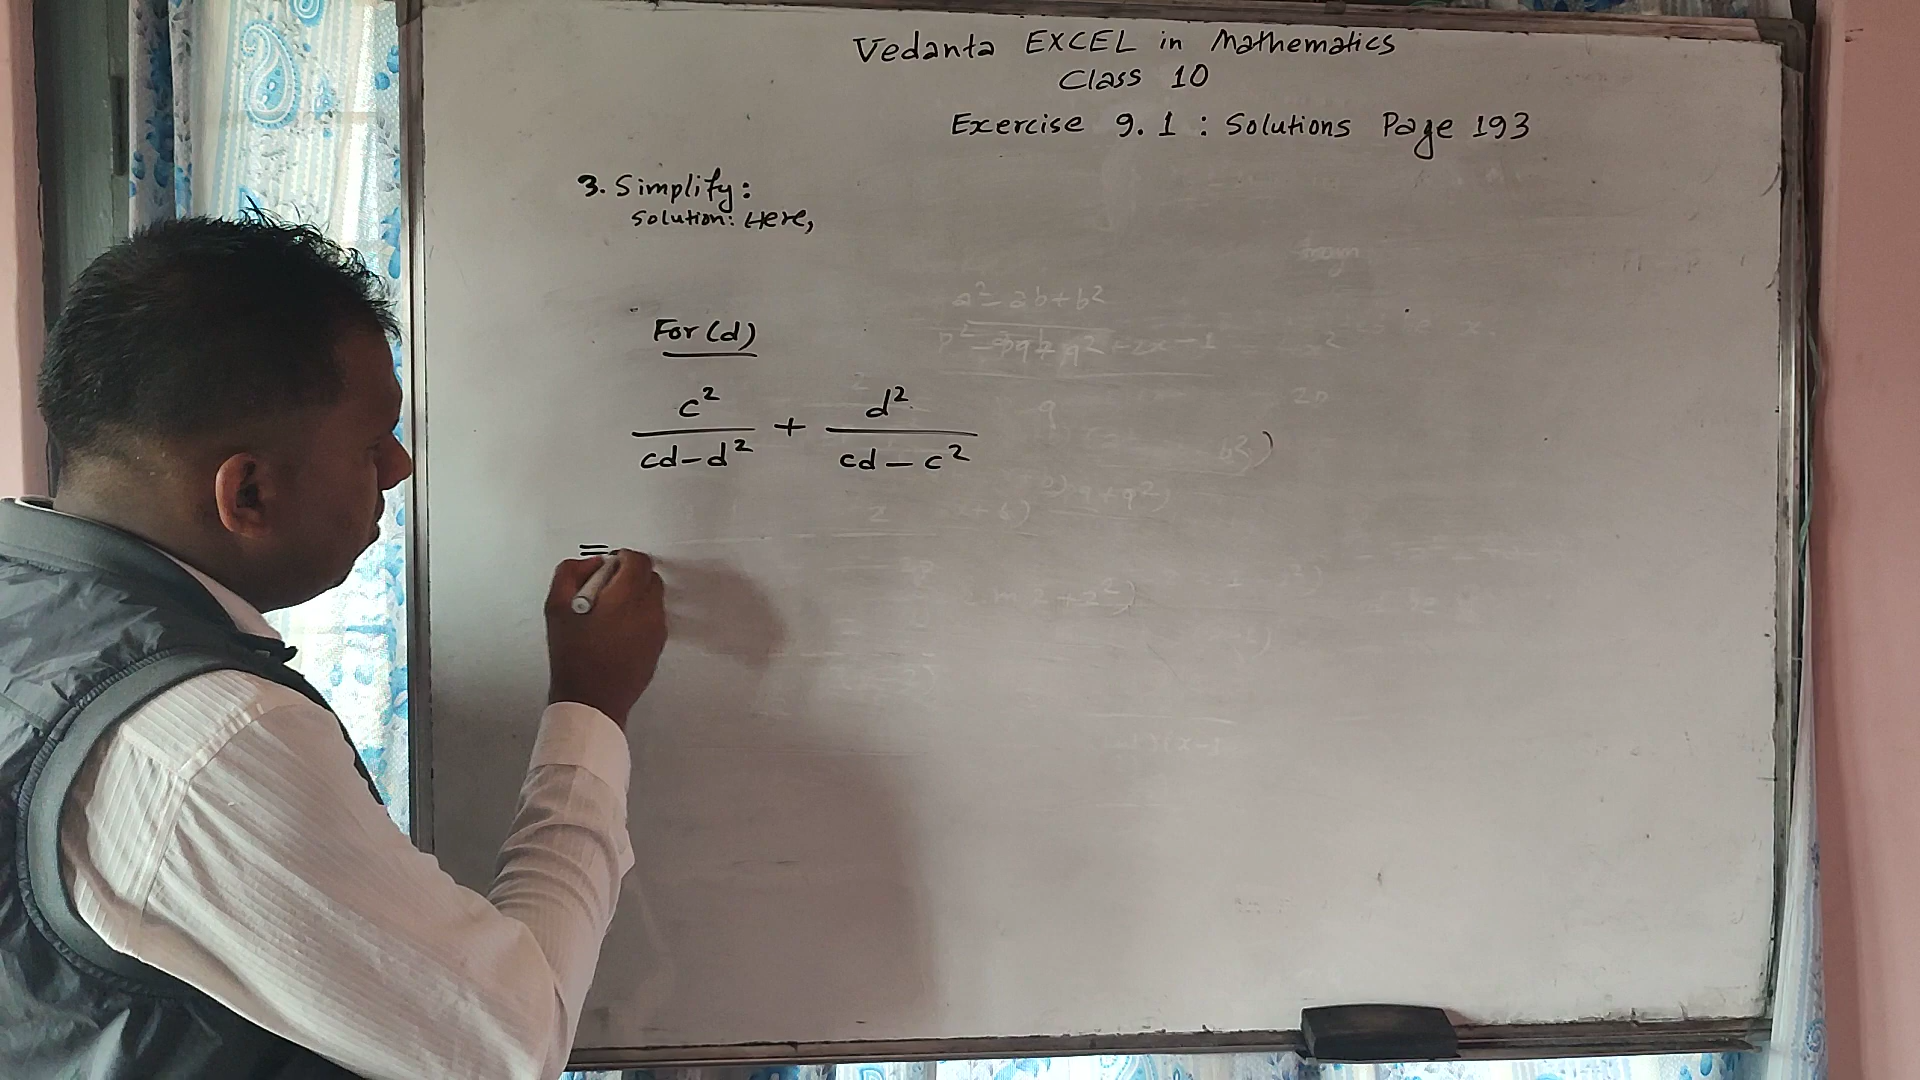 Vedanta EXCEL in Mathematics
Class 10
Exercise 9.1 : Solutions Page 193
3. Simplify:
Solution: Here,
For (d)
c² / (cd-d²) + d² / (cd-c²)
=